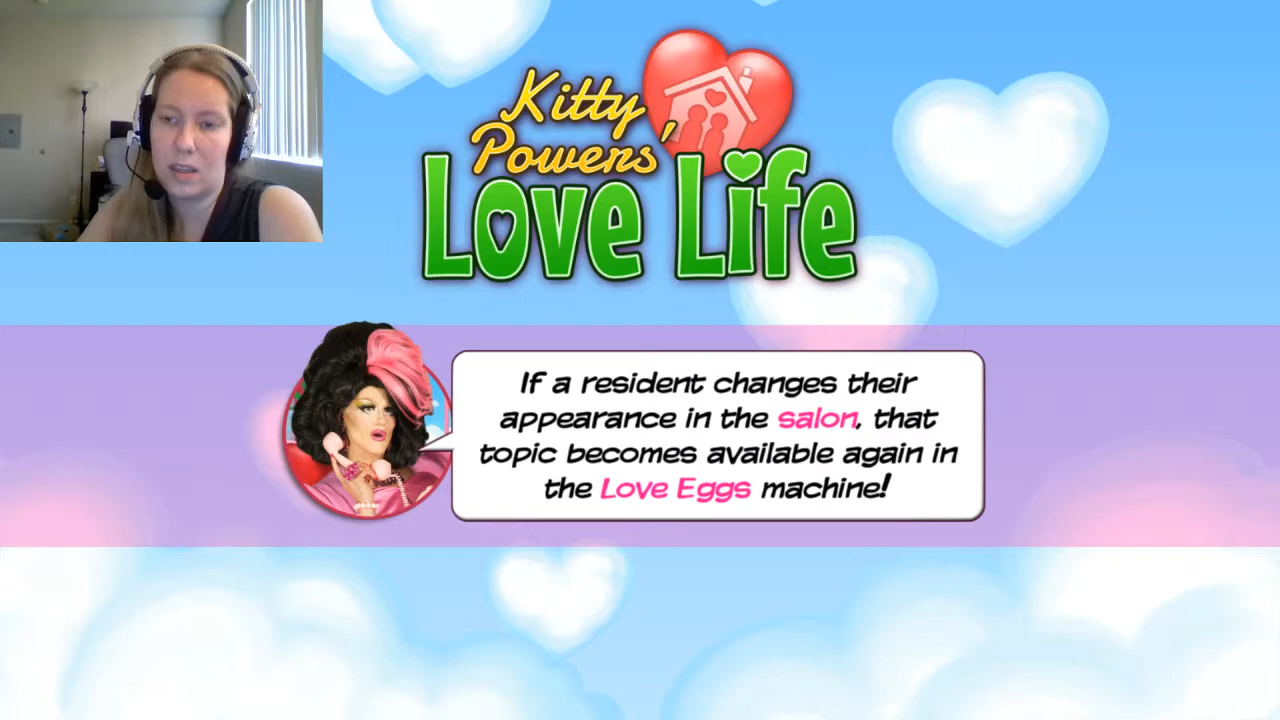 Kitty
Powers'
Love Life
If a resident changes their
appearance in the salon, that
topic becomes available again in
the Love Eggs machine!